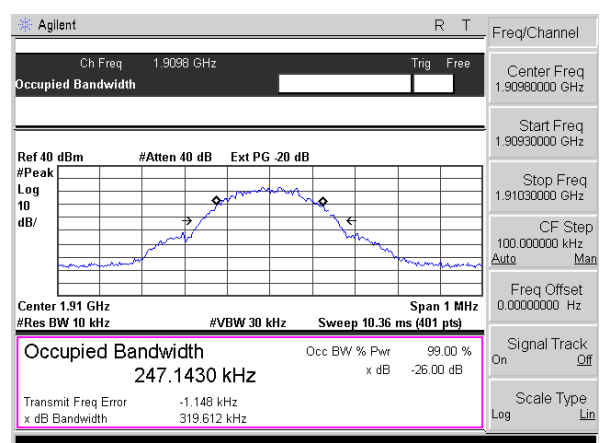 Agilent R T
Freq/Channel
Ch Freq 1.9098 GHz Trig Free
Occupied Bandwidth
Center Freq
1.90980000 GHz
Start Freq
1.90930000 GHz
Stop Freq
1.91030000 GHz
CF Step
100.000000 kHz
Auto Man
Freq Offset
0.00000000 Hz
Signal Track
On Off
Scale Type
Log Lin
Ref 40 dBm #Atten 40 dB Ext PG -20 dB
#Peak
Log
10
dB/
Center 1.91 GHz Span 1 MHz
#Res BW 10 kHz #VBW 30 kHz Sweep 10.36 ms (401 pts)
Occupied Bandwidth Occ BW % Pwr 99.00 %
247.1430 kHz x dB -26.00 dB
Transmit Freq Error -1.148 kHz
x dB Bandwidth 319.612 kHz